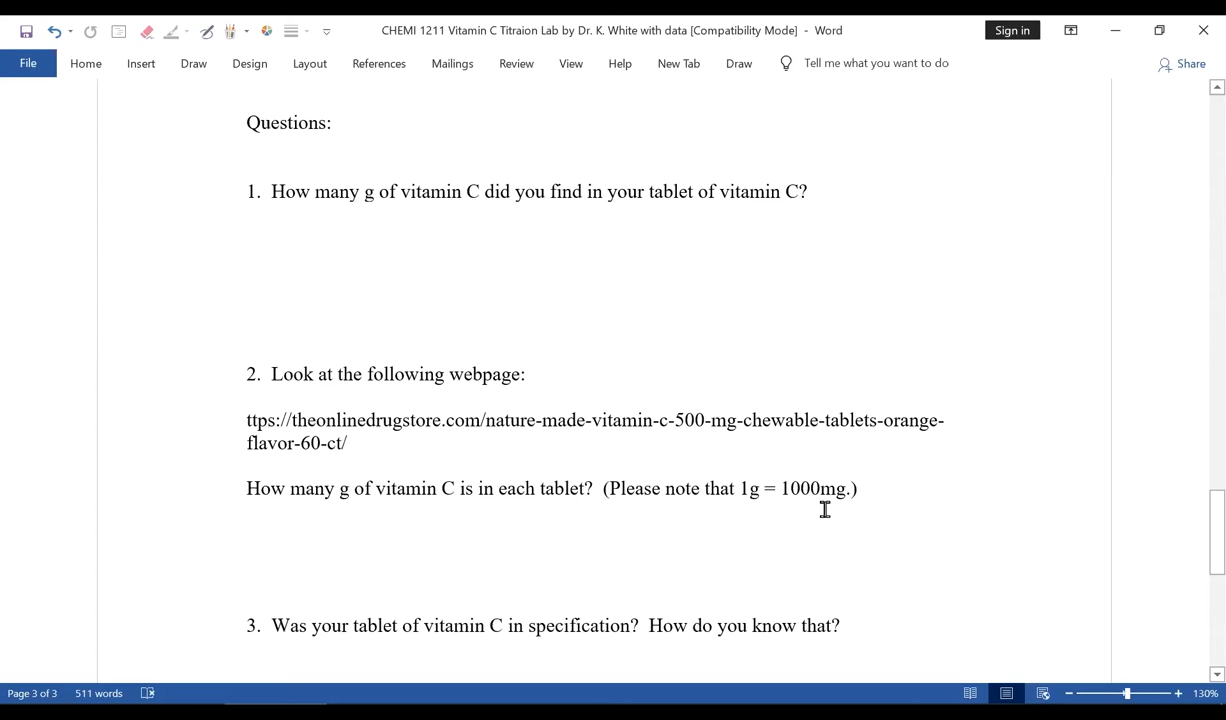 CHEMI 1211 Vitamin C Titraion Lab by Dr. K. White with data [Compatibility Mode] - Word
Sign in
File Home Insert Draw Design Layout References Mailings Review View Help New Tab Draw Tell me what you want to do Share
Questions:
1. How many g of vitamin C did you find in your tablet of vitamin C?
2. Look at the following webpage:
ttps://theonlinedrugstore.com/nature-made-vitamin-c-500-mg-chewable-tablets-orange-
flavor-60-ct/
How many g of vitamin C is in each tablet? (Please note that 1g = 1000mg.)
3. Was your tablet of vitamin C in specification? How do you know that?
Page 3 of 3 511 words 130%